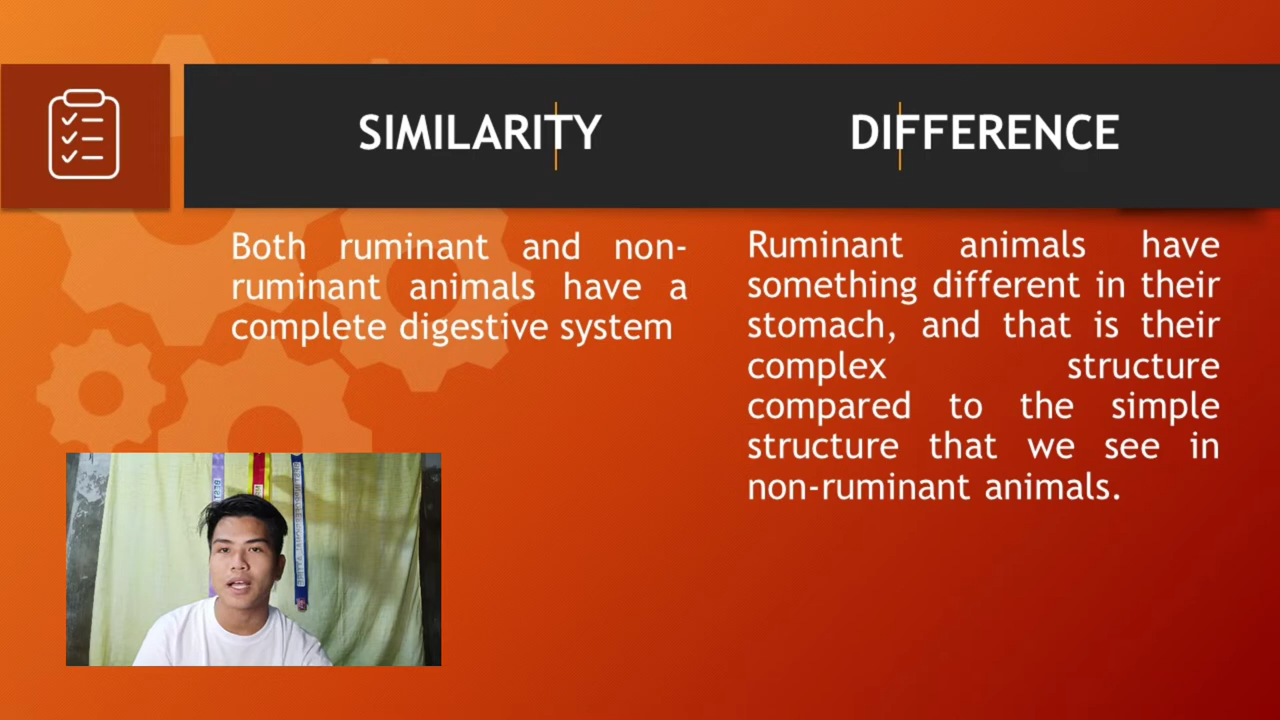 SIMILARITY
DIFFERENCE
Both ruminant and non-
ruminant animals have a
complete digestive system
Ruminant animals have
something different in their
stomach, and that is their
complex structure
compared to the simple
structure that we see in
non-ruminant animals.
BEST